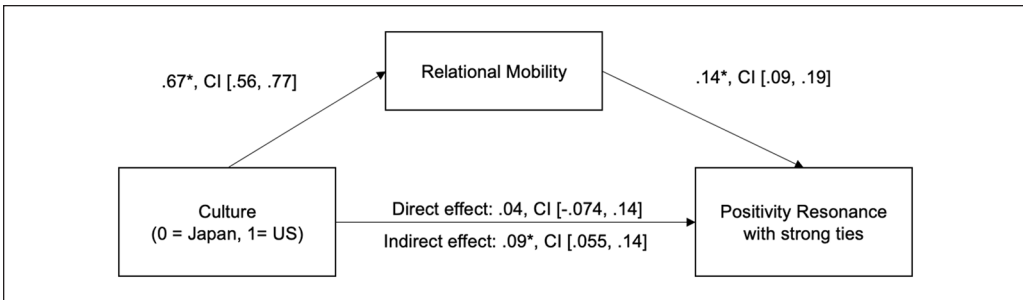 Relational Mobility
.67*, CI [.56, .77]
.14*, CI [.09, .19]
Culture
(0 = Japan, 1= US)
Direct effect: .04, CI [-.074, .14]
Indirect effect: .09*, CI [.055, .14]
Positivity Resonance
with strong ties